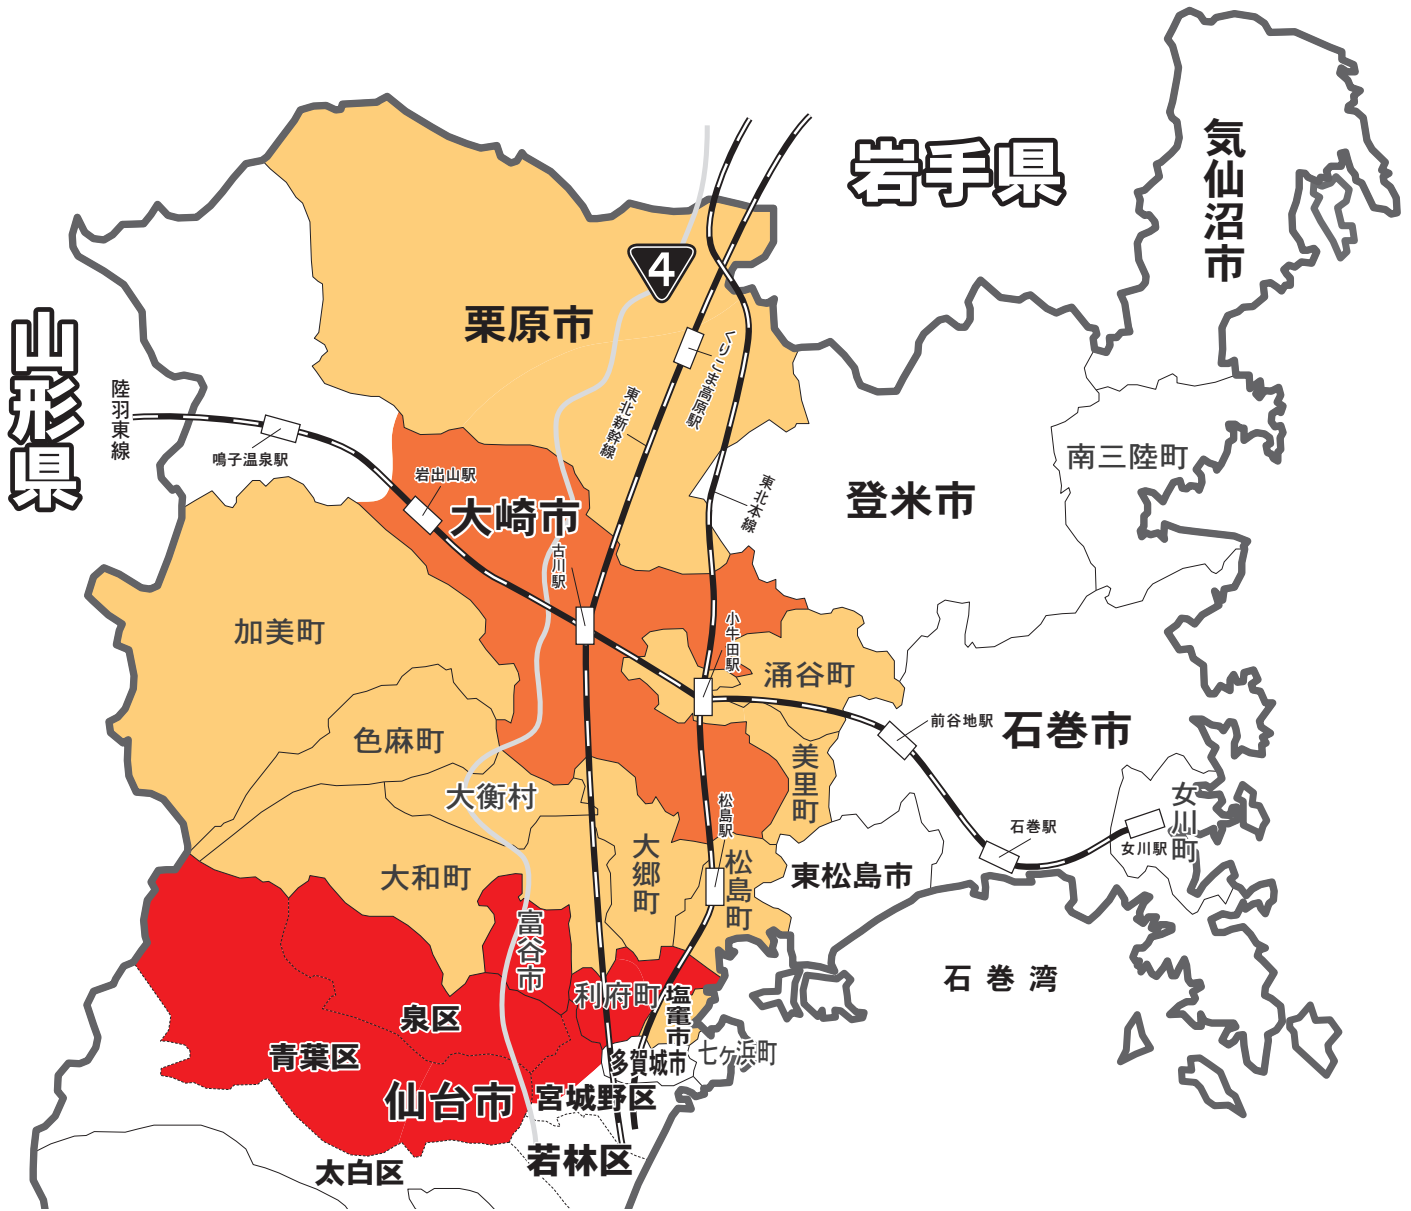 岩手県
気仙沼市
4
栗原市
山形県
くりこま高原駅
東北新幹線
陸羽東線
鳴子温泉駅
岩出山駅
南三陸町
東北本線
登米市
大崎市
古川駅
加美町
小牛田駅
涌谷町
前谷地駅
石巻市
色麻町
美里町
大衡村
松島駅
女川町
石巻駅
女川駅
大和町
大郷町
松島町
東松島市
富谷市
石巻湾
利府町
塩竈市
泉区
青葉区
多賀城市
七ヶ浜町
仙台市
宮城野区
若林区
太白区